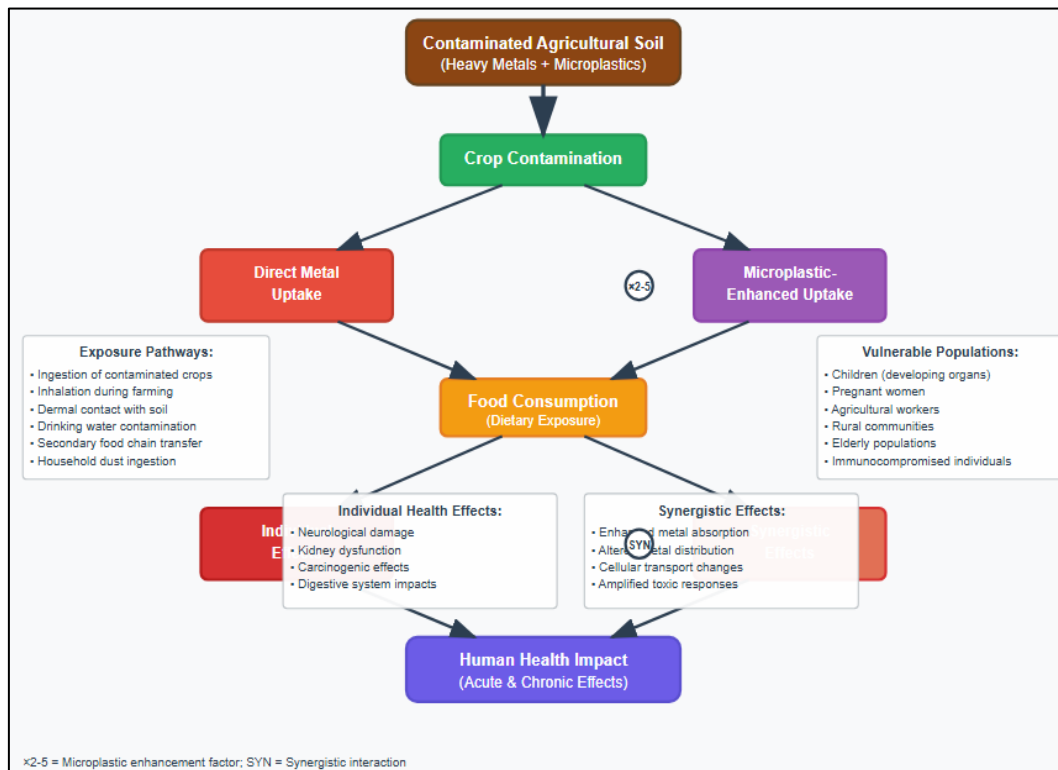 Contaminated Agricultural Soil
(Heavy Metals + Microplastics)
Crop Contamination
Direct Metal
Uptake
×2-5
Microplastic-
Enhanced Uptake
Exposure Pathways:
• Ingestion of contaminated crops
• Inhalation during farming
• Dermal contact with soil
• Drinking water contamination
• Secondary food chain transfer
• Household dust ingestion
Food Consumption
(Dietary Exposure)
Vulnerable Populations:
• Children (developing organs)
• Pregnant women
• Agricultural workers
• Rural communities
• Elderly populations
• Immunocompromised individuals
Individual Health Effects:
• Neurological damage
• Kidney dysfunction
• Carcinogenic effects
• Digestive system impacts
Synergistic Effects:
• Enhanced metal absorption
• Altered metal distribution
• Cellular transport changes
• Amplified toxic responses
SYN
Synergistic
Effects
Human Health Impact
(Acute & Chronic Effects)
×2-5 = Microplastic enhancement factor; SYN = Synergistic interaction